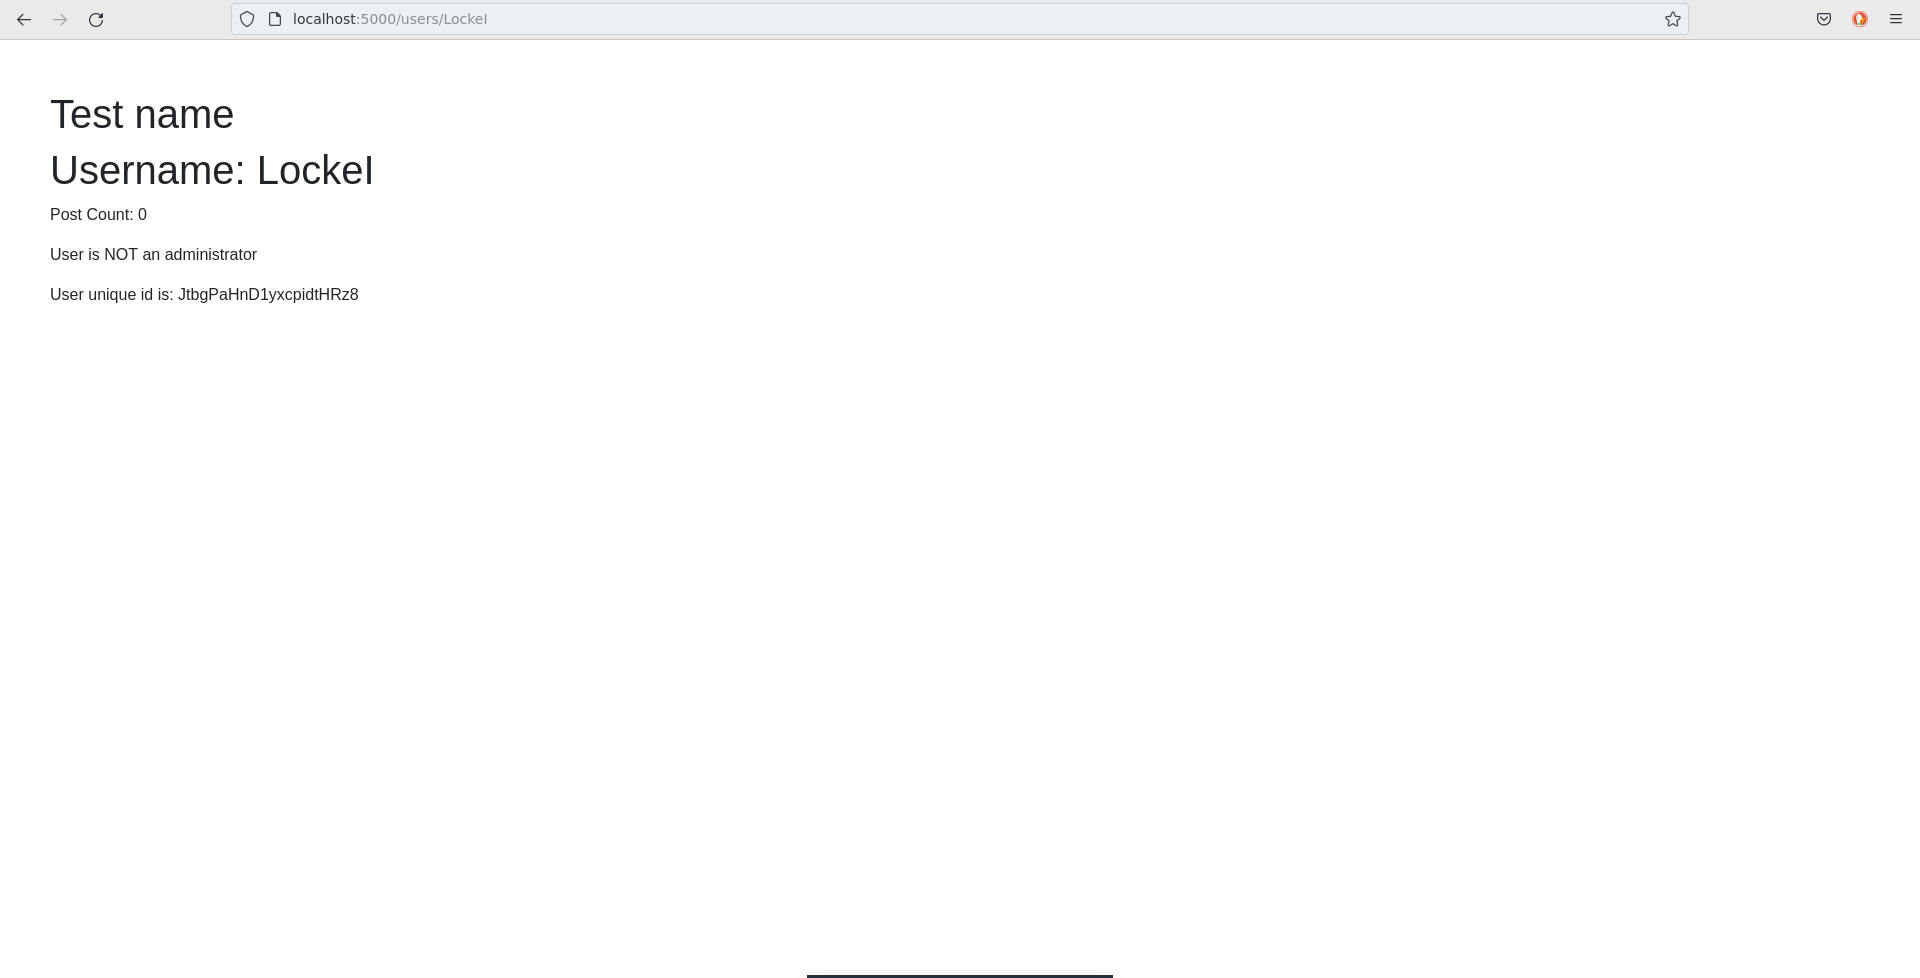 localhost:5000/users/LockeI
Test name
Username: LockeI
Post Count: 0
User is NOT an administrator
User unique id is: JtbgPaHnD1yxcpidtHRz8